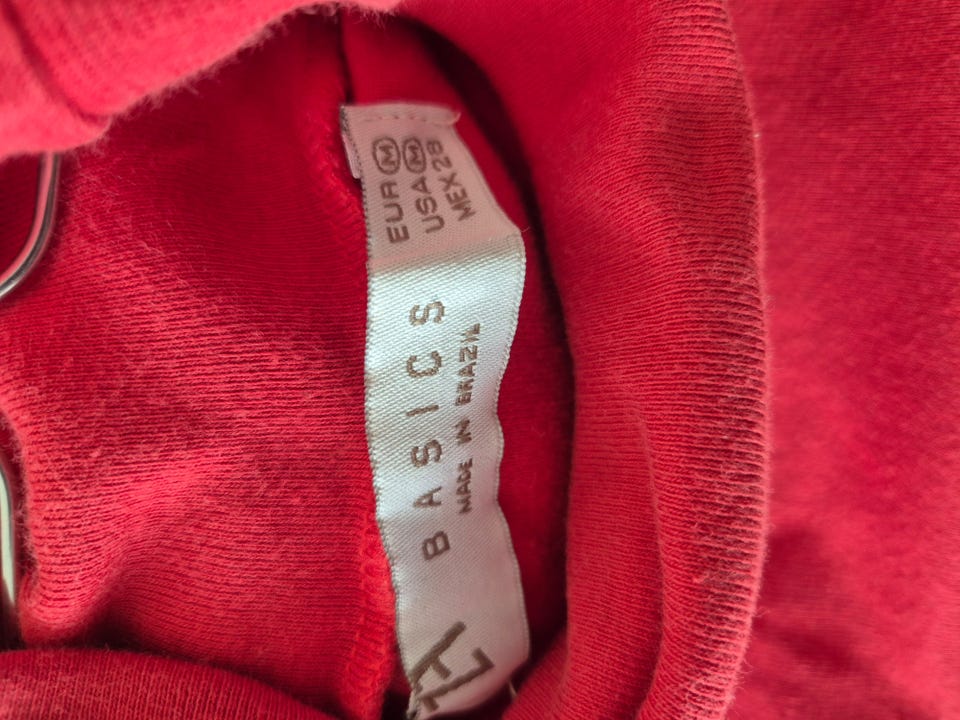 BASICS
MADE IN BRAZIL
EUR M
USA M
MEX 28